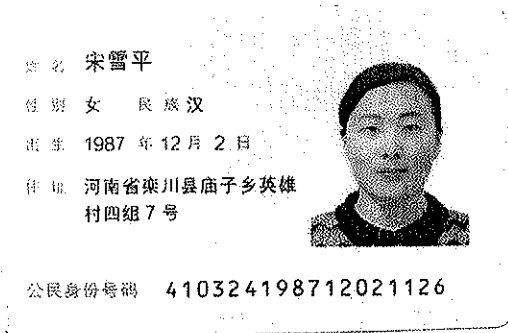 姓名 宋雪平
性别 女 民族 汉
出生 1987 年 12 月 2 日
住址 河南省栾川县庙子乡英雄
村四组7号
公民身份号码 410324198712021126